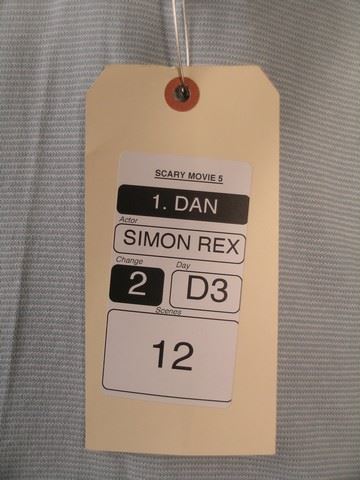 SCARY MOVIE 5
1. DAN
Actor
SIMON REX
Change Day
2 D3
Scenes
12